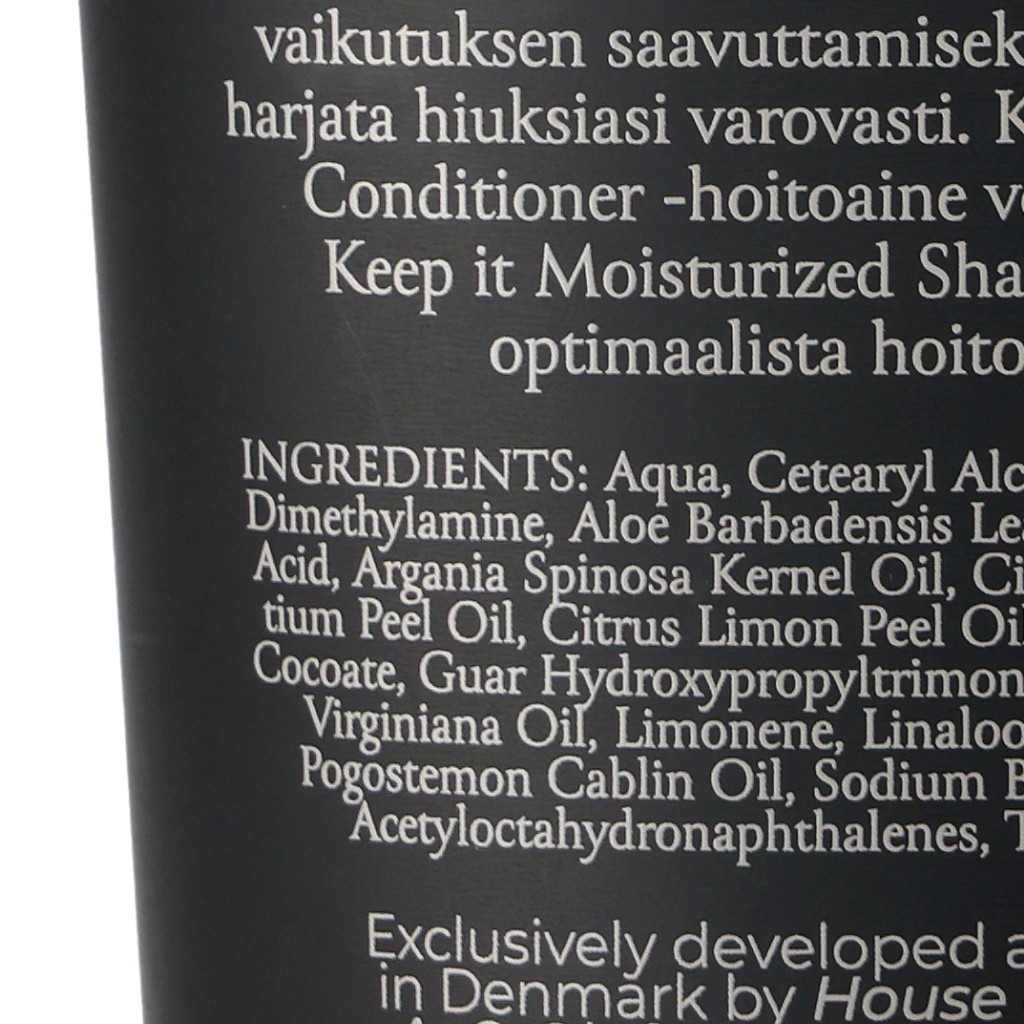 vaikutuksen saavuttamisek
harjata hiuksiasi varovasti. K
Conditioner -hoitoaine v
Keep it Moisturized Sha
optimaalista hoito
INGREDIENTS: Aqua, Cetearyl Alc
Dimethylamine, Aloe Barbadensis Le
Acid, Argania Spinosa Kernel Oil, Ci
tium Peel Oil, Citrus Limon Peel Oi
Cocoate, Guar Hydroxypropyltrimon
Virginiana Oil, Limonene, Linaloo
Pogostemon Cablin Oil, Sodium B
Acetyloctahydronaphthalenes, T
Exclusively developed a
in Denmark by House